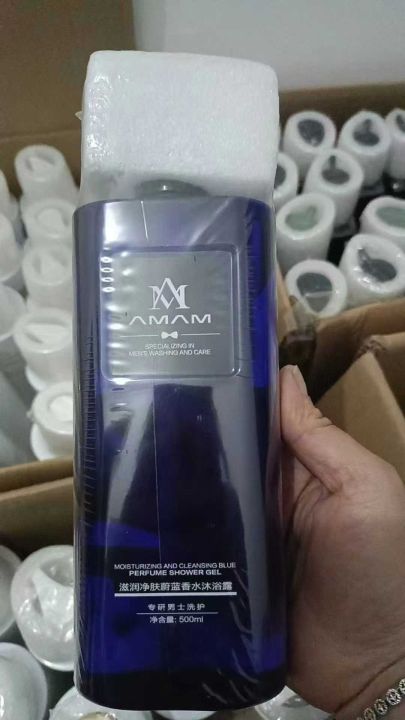 AMAM
SPECIALIZING IN
MEN'S WASHING AND CARE
MOISTURIZING AND CLEANSING BLUE
PERFUME SHOWER GEL
滋润净肤蔚蓝香水沐浴露
专研男士洗护
净含量: 500ml